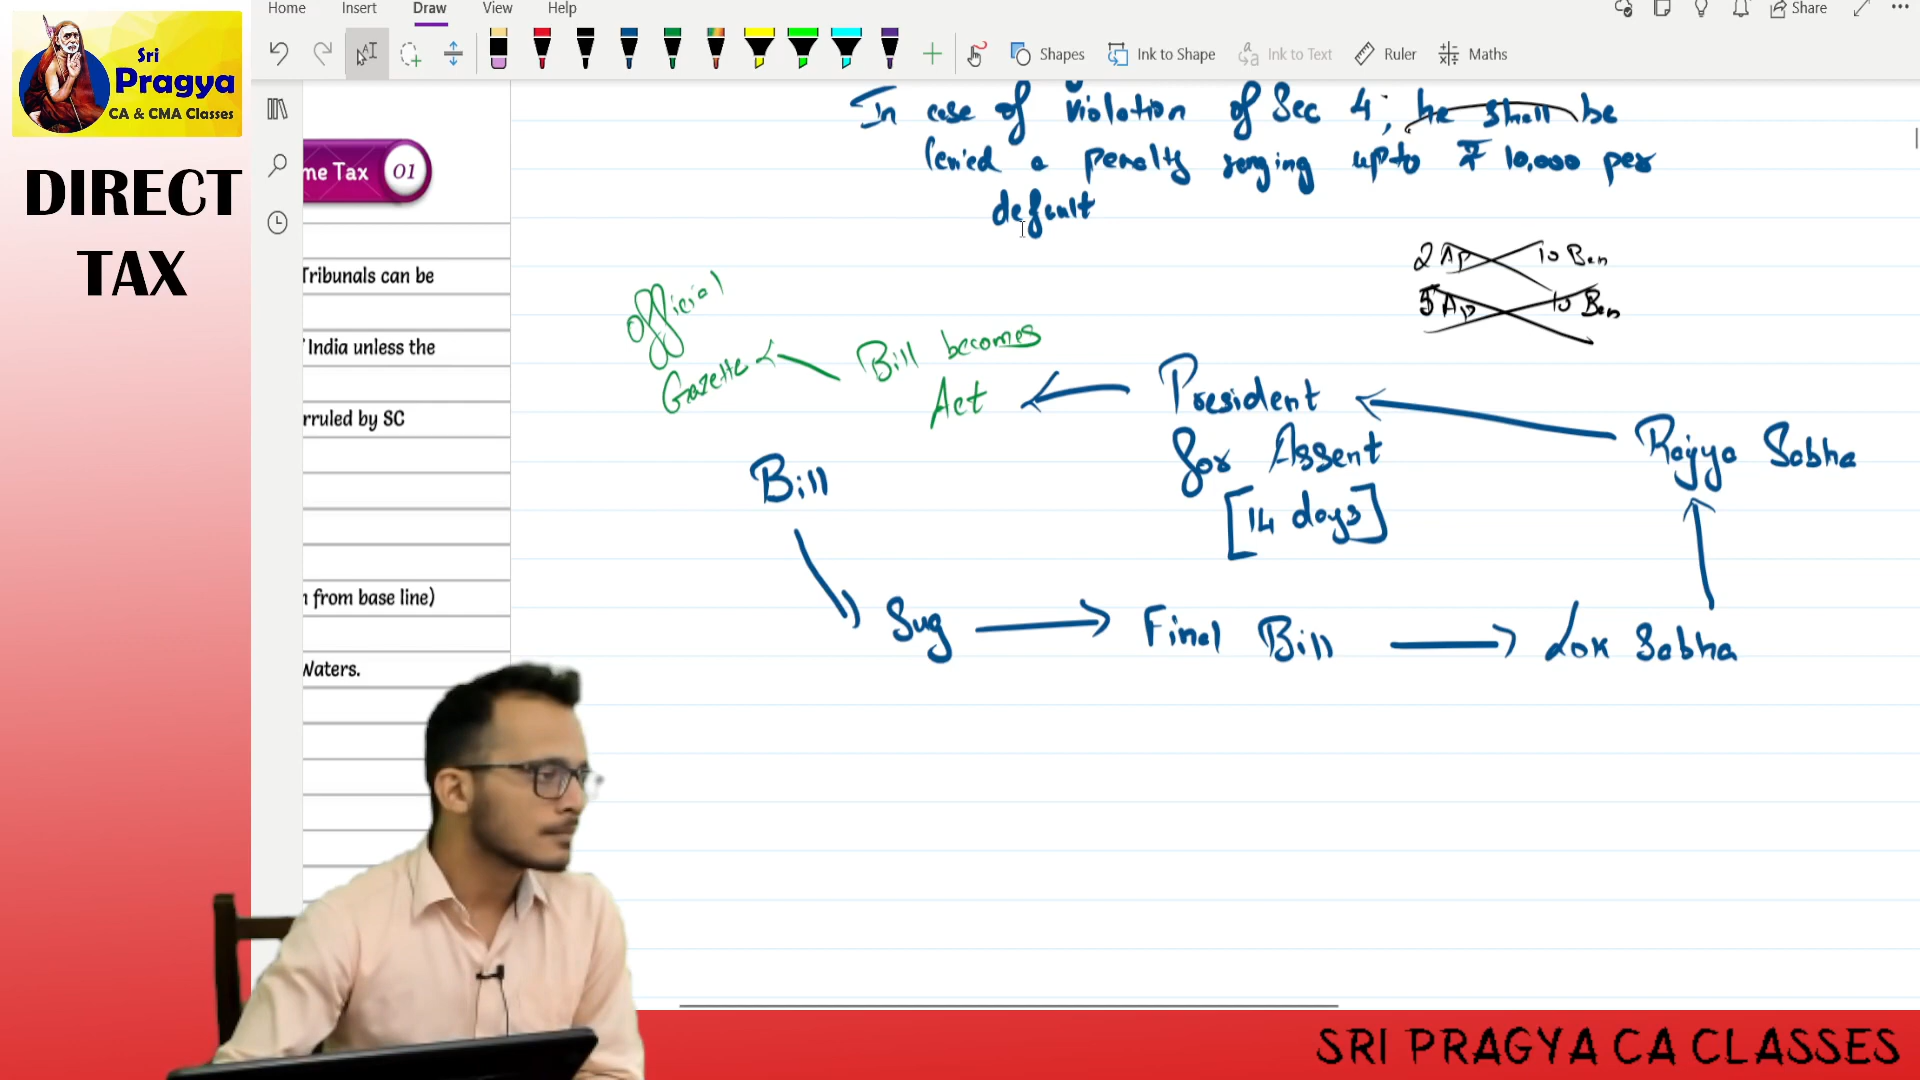 Home Insert Draw View Help Share
Shapes Ink to Shape Ink to Text Ruler Maths
Sri
Pragya
CA & CMA Classes
DIRECT
TAX
me Tax 01
Tribunals can be
India unless the
rruled by SC
from base line)
Waters.
In case of violation of Sec 4; he shall be
levied a penalty ranging upto ₹ 10,000 per
default
2 Ap 10 Ben
5 Ap 10 Ben
official
Gazette
Bill becomes
Act
President
for Assent
[14 days]
Rajya Sabha
Bill
Sug Final Bill Lok Sabha
SRI PRAGYA CA CLASSES